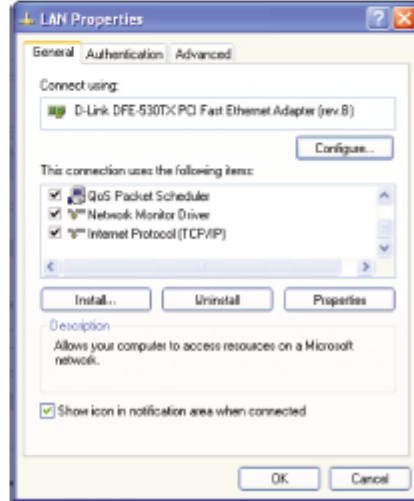 LAN Properties
General Authentication Advanced
Connect using:
D-Link DFE-530TX PCI Fast Ethernet Adapter (rev.B)
Configure...
This connection uses the following items:
QoS Packet Scheduler
Network Monitor Driver
Internet Protocol (TCP/IP)
Install... Uninstall Properties
Description
Allows your computer to access resources on a Microsoft
network.
Show icon in notification area when connected
OK Cancel